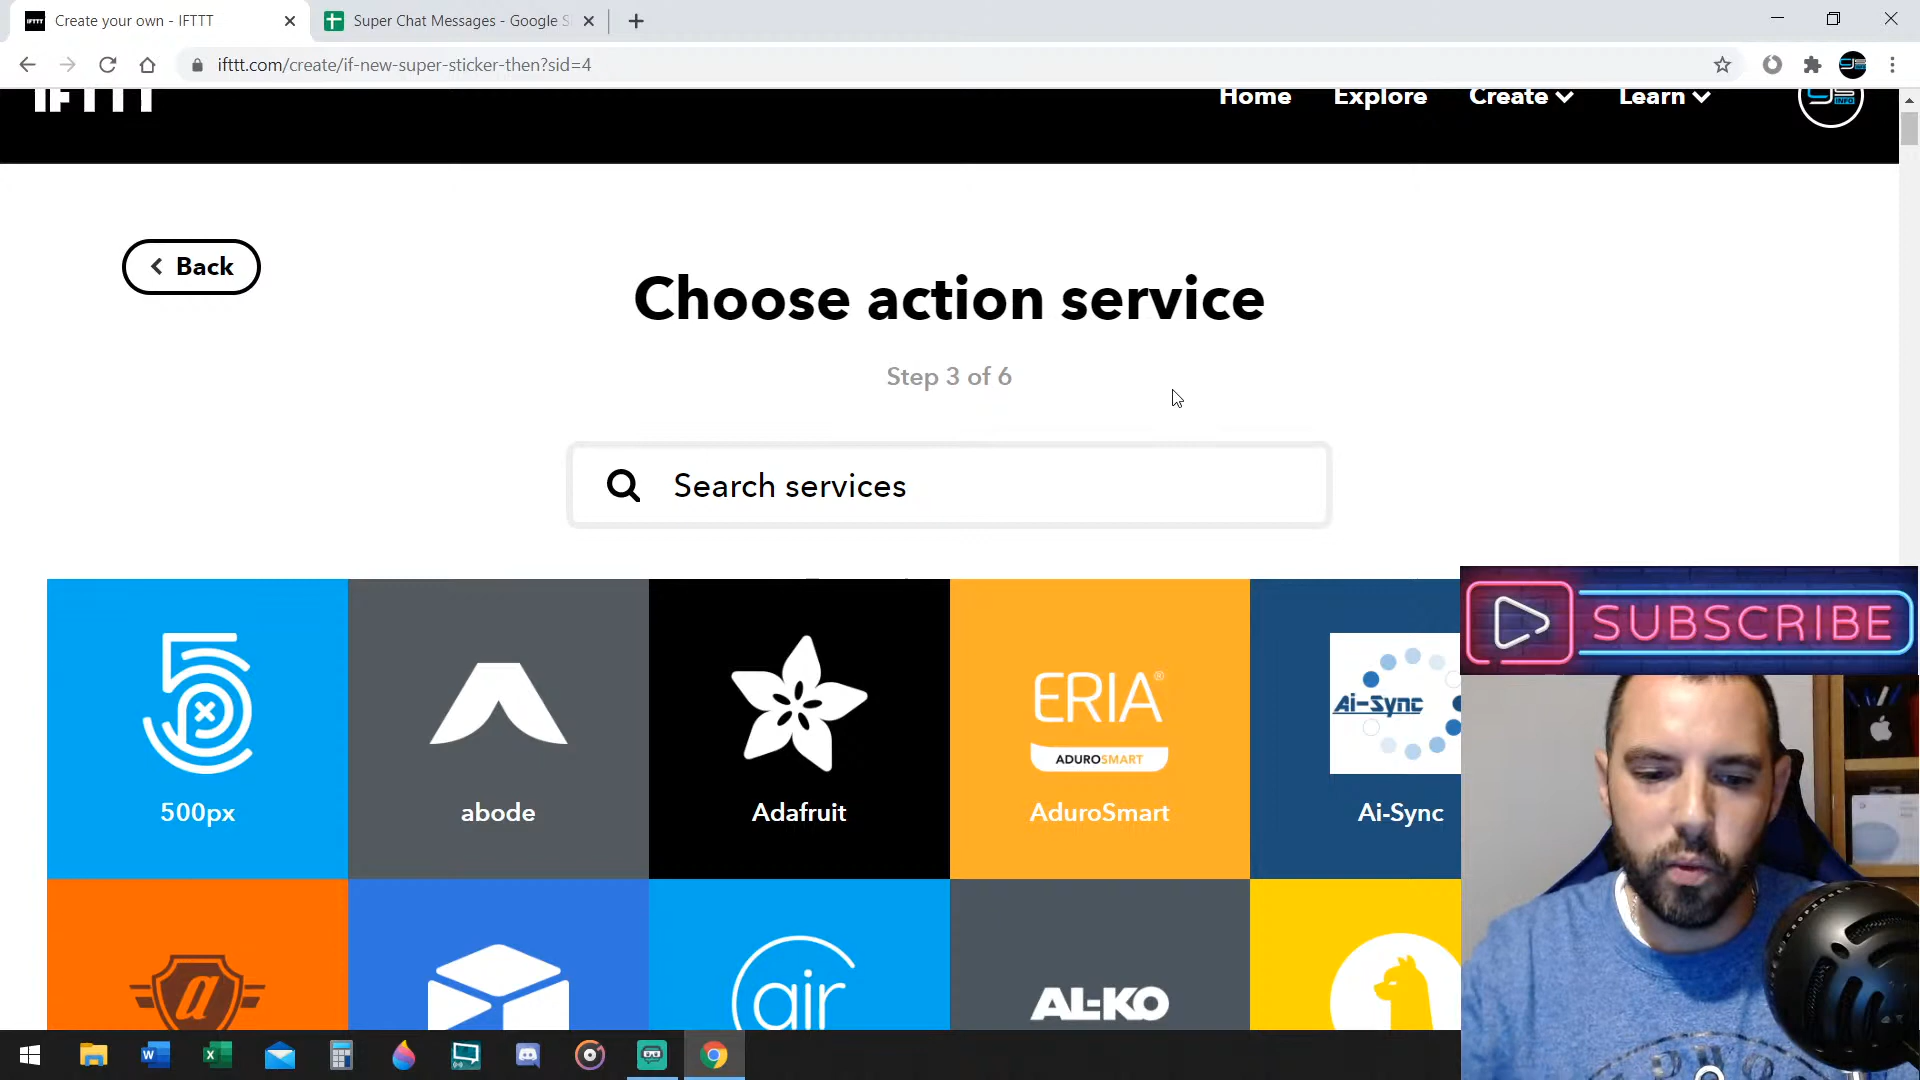 Create your own - IFTTT
Super Chat Messages - Google S
ifttt.com/create/if-new-super-sticker-then?sid=4
IFTTT
Home
Explore
Create
Learn
Back
Choose action service
Step 3 of 6
Search services
500px
abode
Adafruit
ERIA®
ADUROSMART
AduroSmart
Ai-Sync
Ai-Sync
SUBSCRIBE
a
air
AL-KO